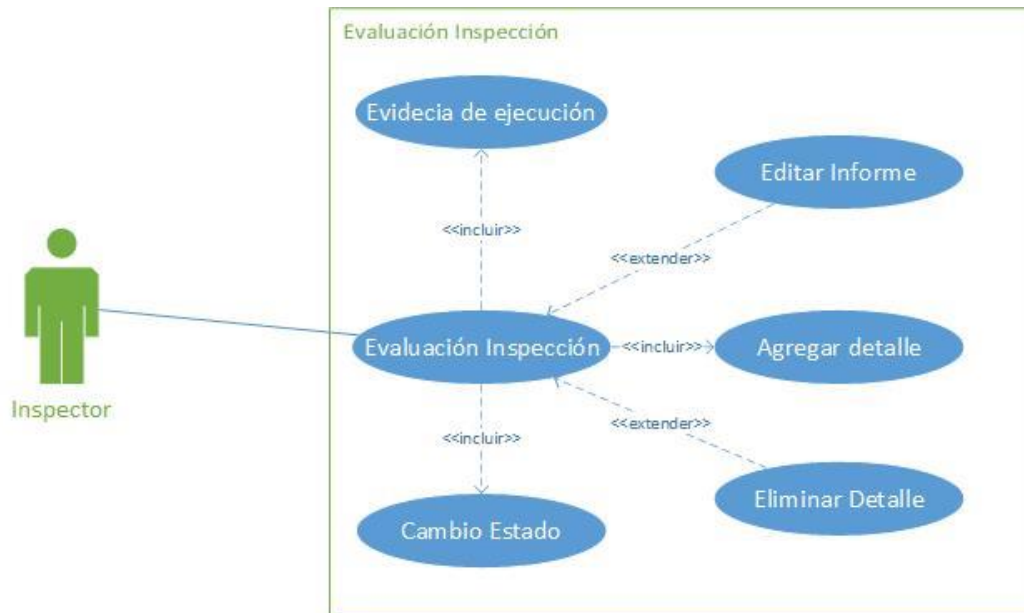 Evaluación Inspección
Evidecia de ejecución
Editar Informe
<<incluir>>
<<extender>>
Evaluación Inspección
<<incluir>>
Agregar detalle
Inspector
<<extender>>
<<incluir>>
Eliminar Detalle
Cambio Estado